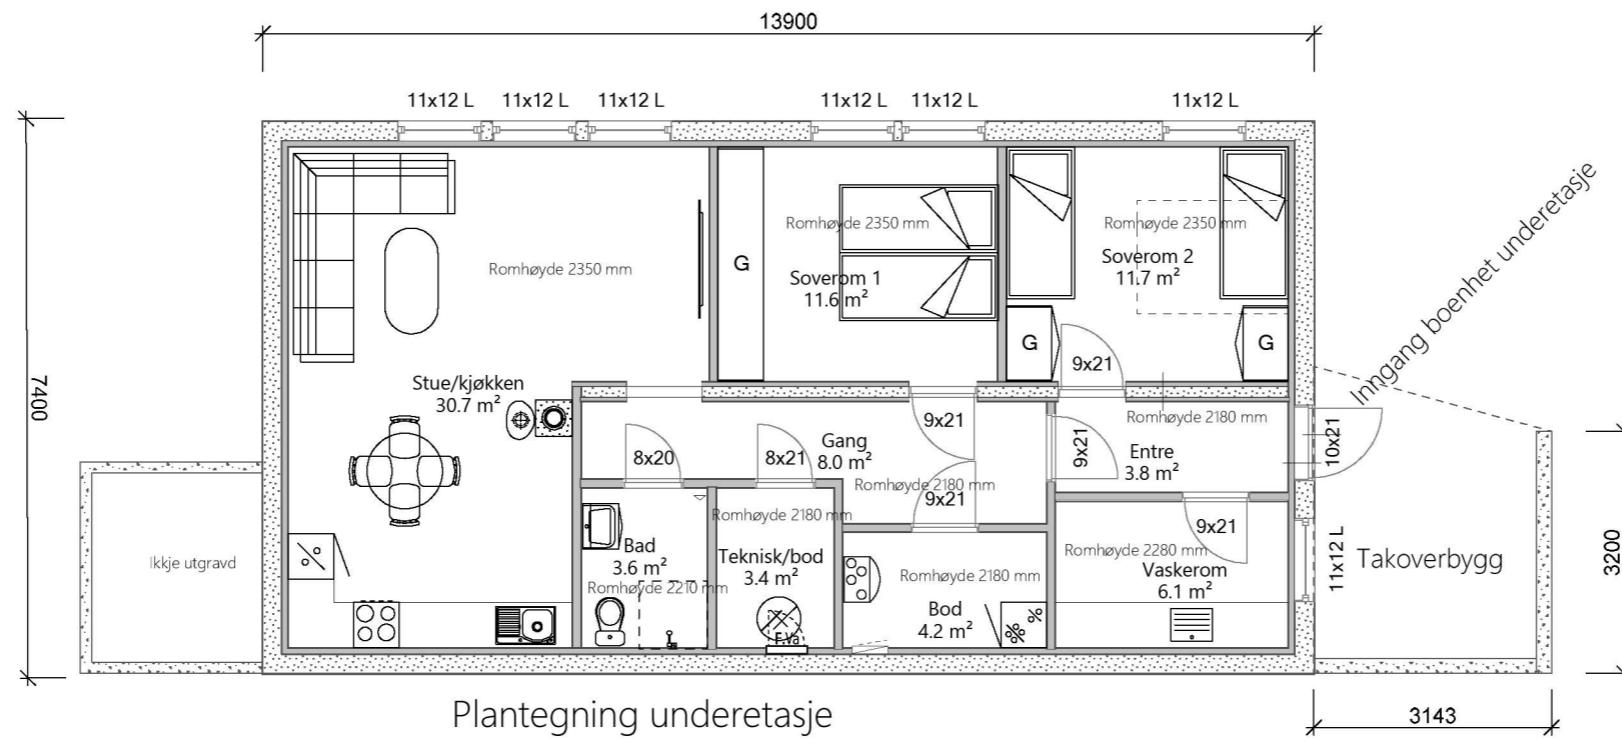 13900
11x12 L
11x12 L
11x12 L
11x12 L
11x12 L
11x12 L
7400
Romhøyde 2350 mm
Stue/kjøkken
30.7 m²
G
Romhøyde 2350 mm
Soverom 1
11.6 m²
Romhøyde 2350 mm
Soverom 2
11.7 m²
G
G
9x21
Inngang boenhet underetasje
9x21
Gang
8.0 m²
Romhøyde 2180 mm
9x21
8x20
8x21
9x21
Romhøyde 2180 mm
Entre
3.8 m²
10x21
Ikkje utgravd
Bad
3.6 m²
Romhøyde 2210 mm
Romhøyde 2180 mm
Teknisk/bod
3.4 m²
F.Va
Romhøyde 2180 mm
Bod
4.2 m²
9x21
Romhøyde 2280 mm
Vaskerom
6.1 m²
11x12 L
Takoverbygg
3200
3143
Plantegning underetasje